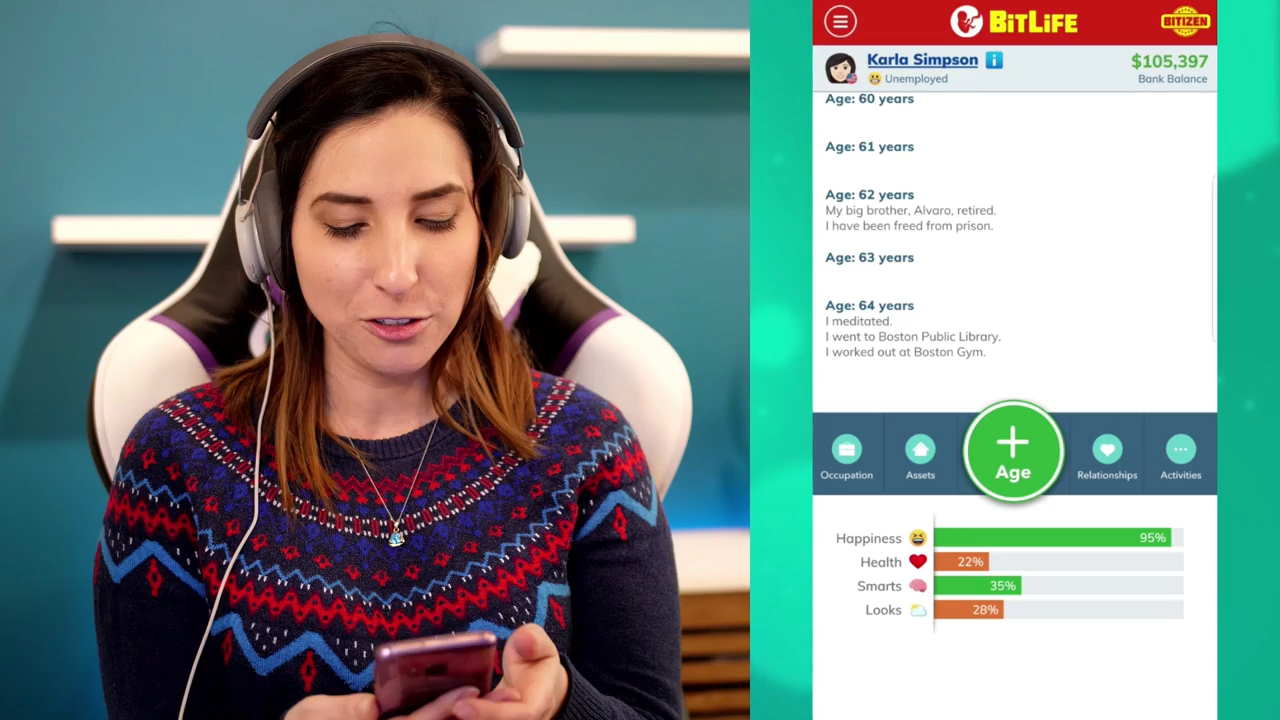 BITLIFE
BITIZEN
Karla Simpson i
$105,397
Unemployed
Bank Balance
Age: 60 years
Age: 61 years
Age: 62 years
My big brother, Alvaro, retired.
I have been freed from prison.
Age: 63 years
Age: 64 years
I meditated.
I went to Boston Public Library.
I worked out at Boston Gym.
Occupation
Assets
Age
Relationships
Activities
Happiness 95%
Health 22%
Smarts 35%
Looks 28%